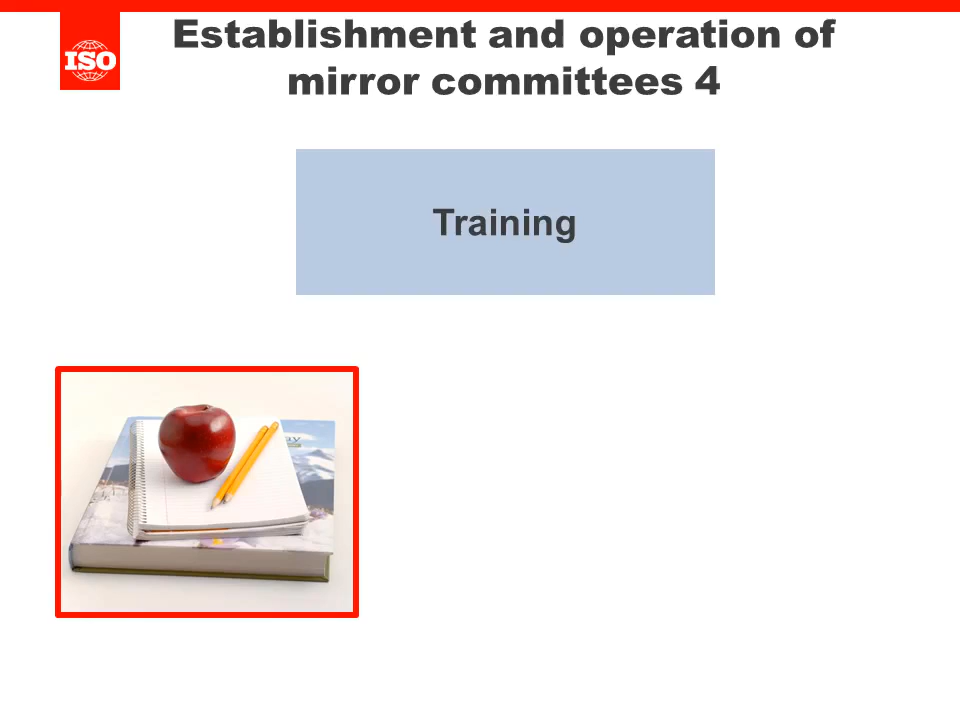 Establishment and operation of
mirror committees 4
ISO
Training